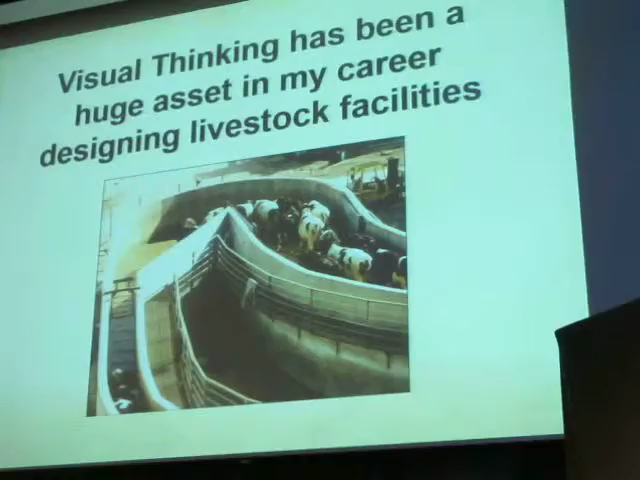 Visual Thinking has been a
huge asset in my career
designing livestock facilities